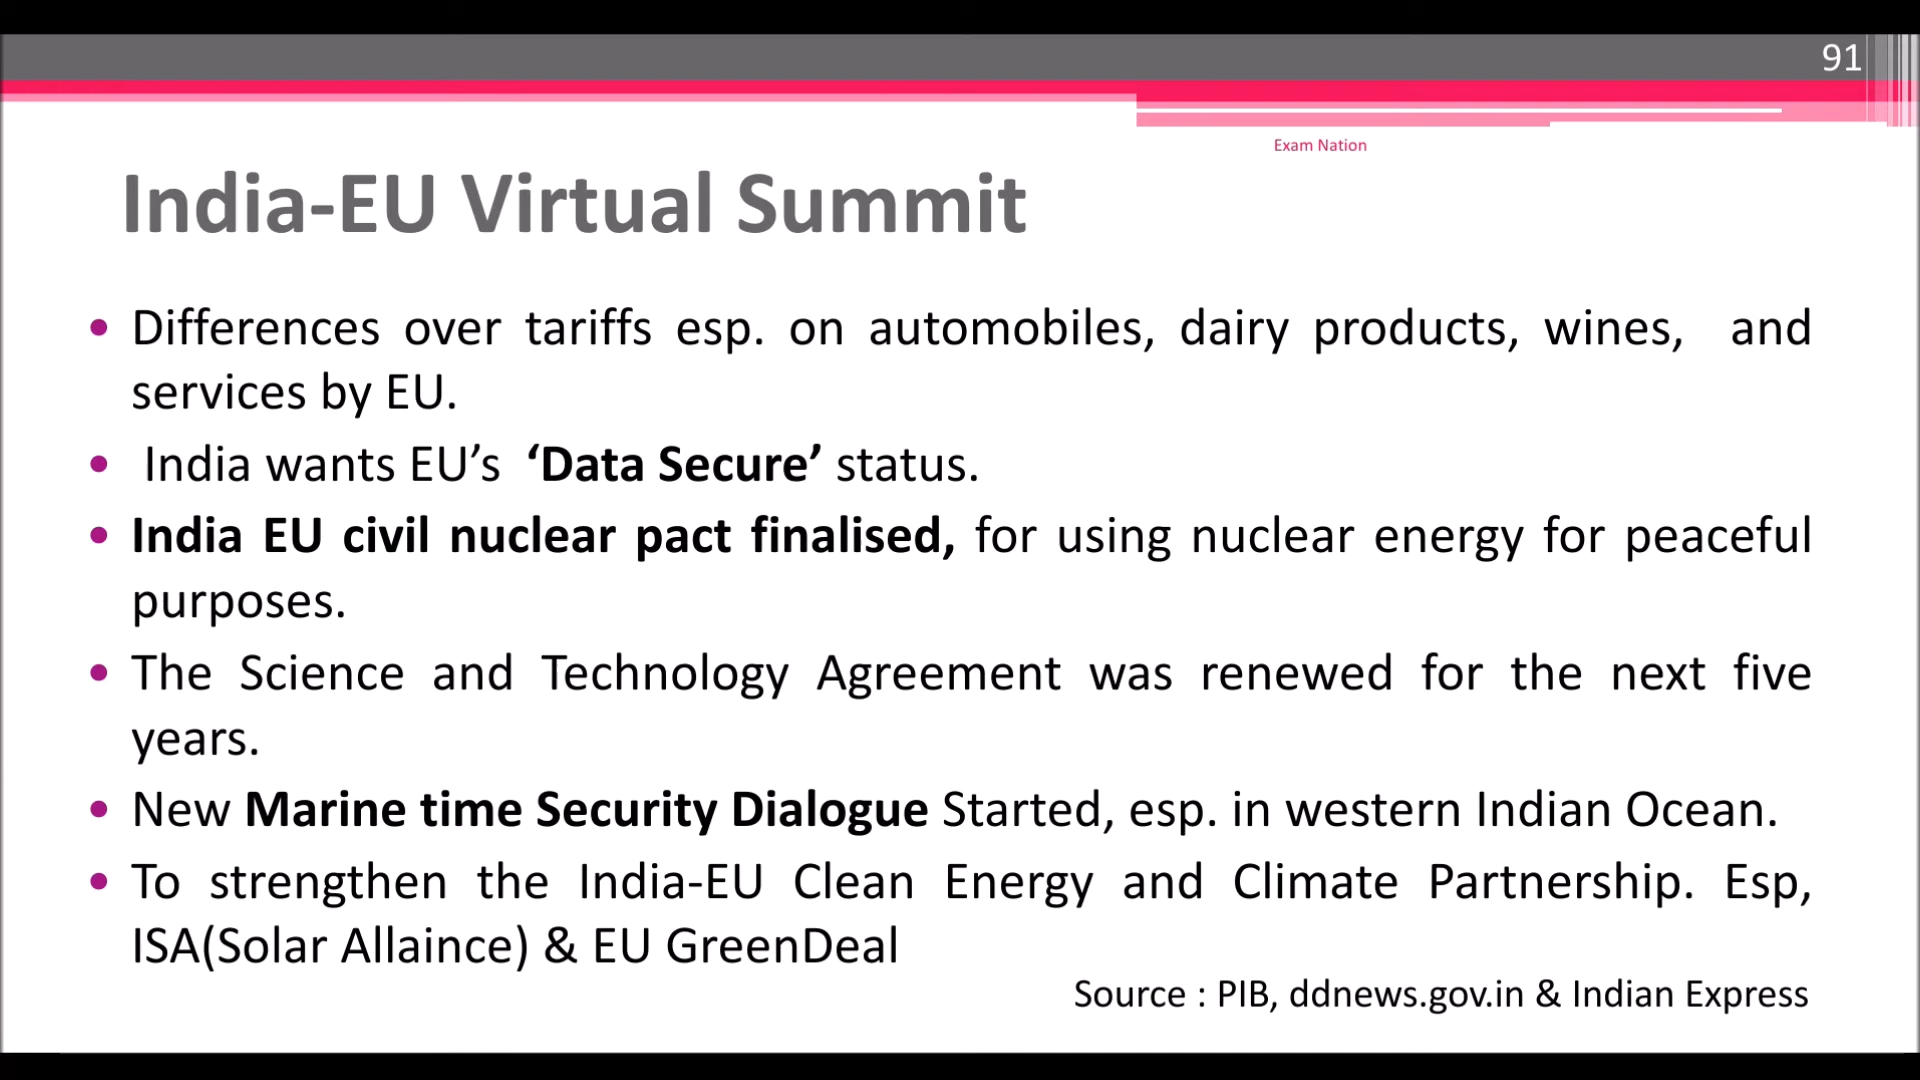 91
Exam Nation
India-EU Virtual Summit
• Differences over tariffs esp. on automobiles, dairy products, wines, and
services by EU.
• India wants EU’s ‘Data Secure’ status.
• India EU civil nuclear pact finalised, for using nuclear energy for peaceful
purposes.
• The Science and Technology Agreement was renewed for the next five
years.
• New Marine time Security Dialogue Started, esp. in western Indian Ocean.
• To strengthen the India-EU Clean Energy and Climate Partnership. Esp,
ISA(Solar Allaince) & EU GreenDeal
Source : PIB, ddnews.gov.in & Indian Express